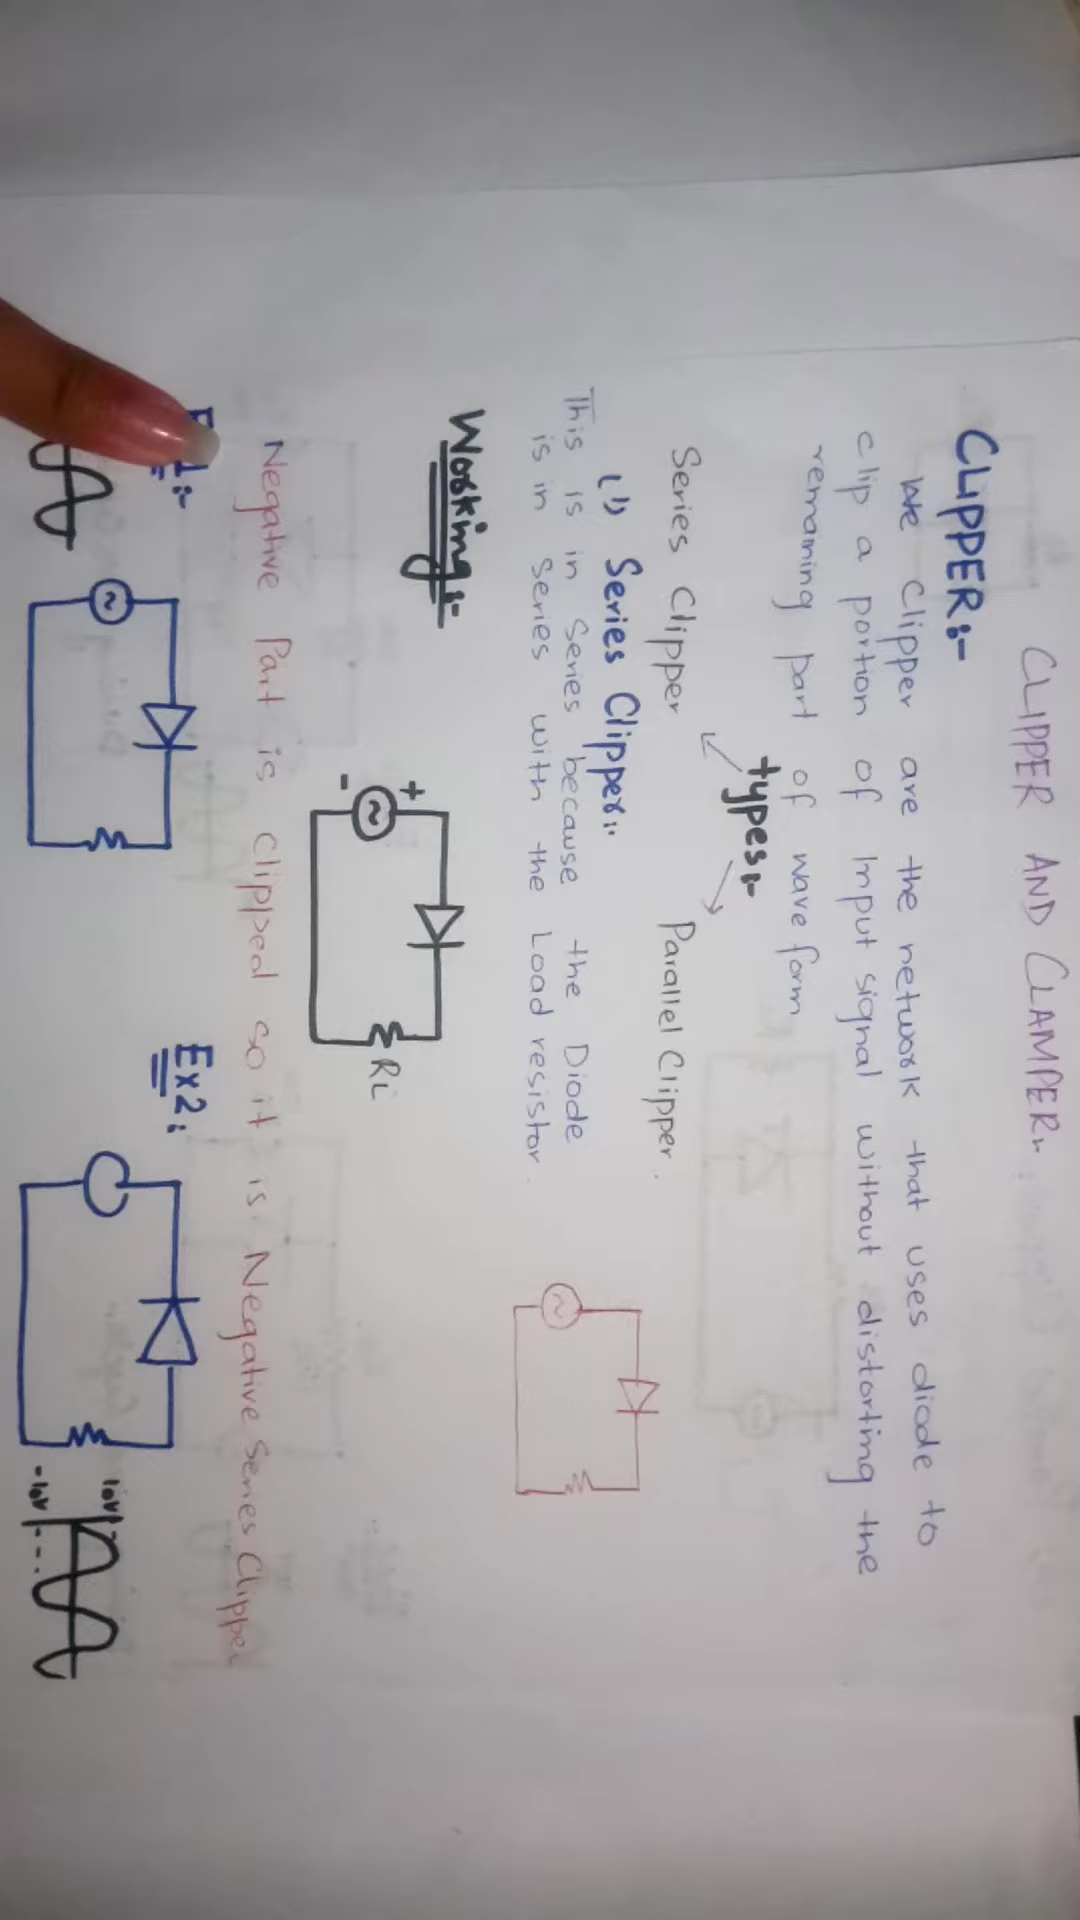 CLIPPER AND CLAMPER:
CLIPPER:-
We Clipper are the network that uses diode to
clip a portion of Input signal without distorting the
remaining part of wave form
types:-
Series Clipper Parallel Clipper.
(1) Series Clipper:
This is in Series because the Diode
is in Series with the Load resistor.
Working:-
+
-
~
RL
~
Negative Part is clipped so it is. Negative Series Clipper
1:-
Ex2:
~
10V
-10V